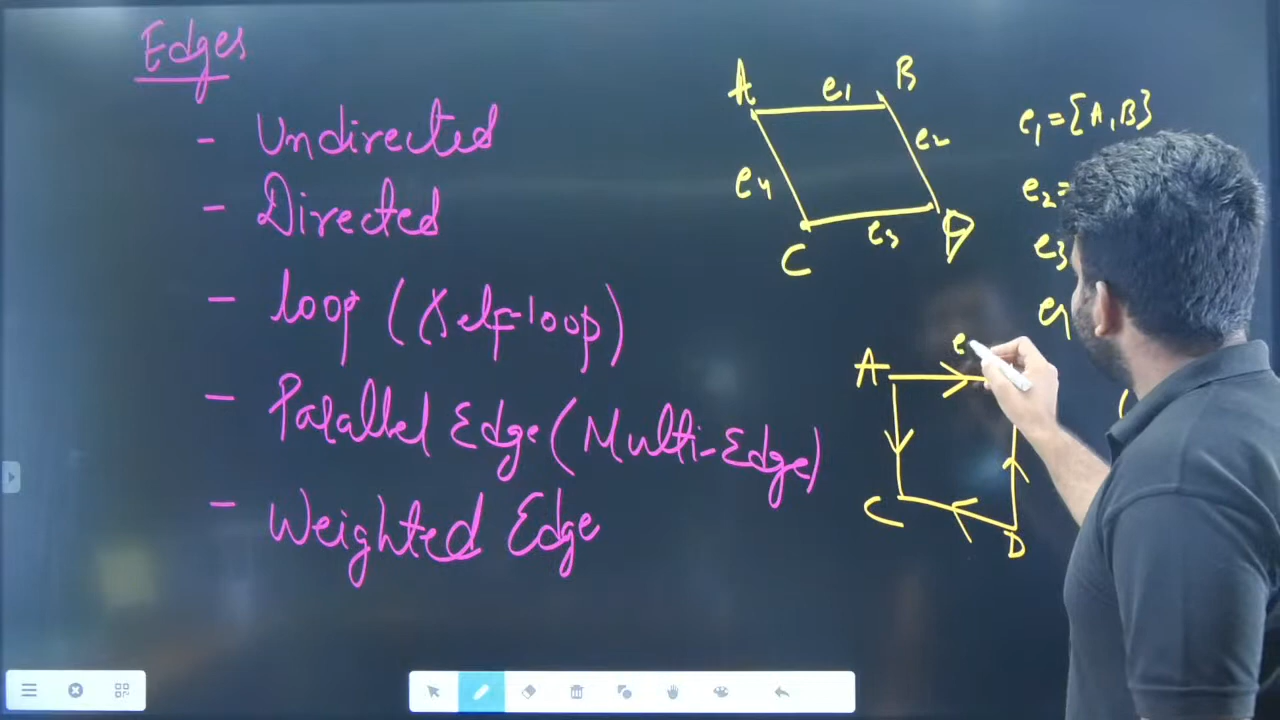 Edges
- Undirected
- Directed
- loop (Self-loop)
- Parallel Edge (Multi-Edge)
- Weighted Edge
A e1 B
e4 e2
C e3 D
e1={A,B}
e2=
e3
e4
A e
C D